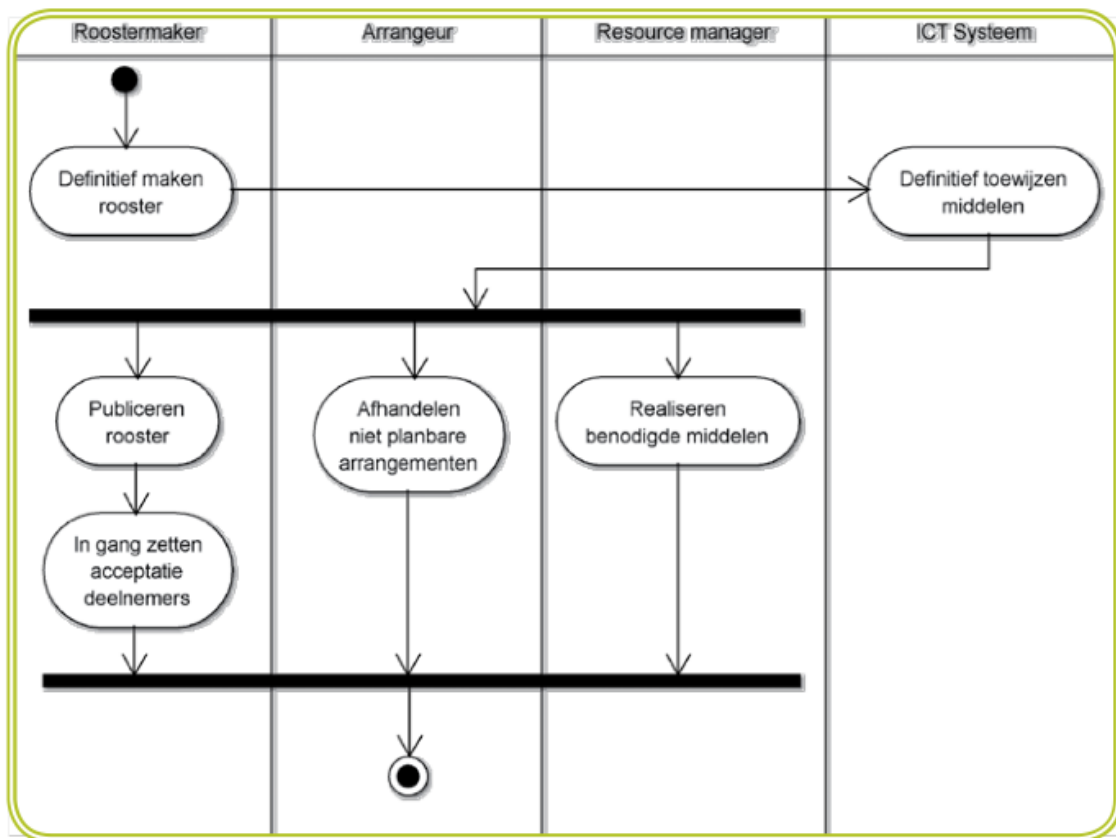 Roostermaker
Arrangeur
Resource manager
ICT Systeem
Definitief maken
rooster
Definitief toewijzen
middelen
Publiceren
rooster
Afhandelen
niet planbare
arrangementen
Realiseren
benodigde middelen
In gang zetten
acceptatie
deelnemers